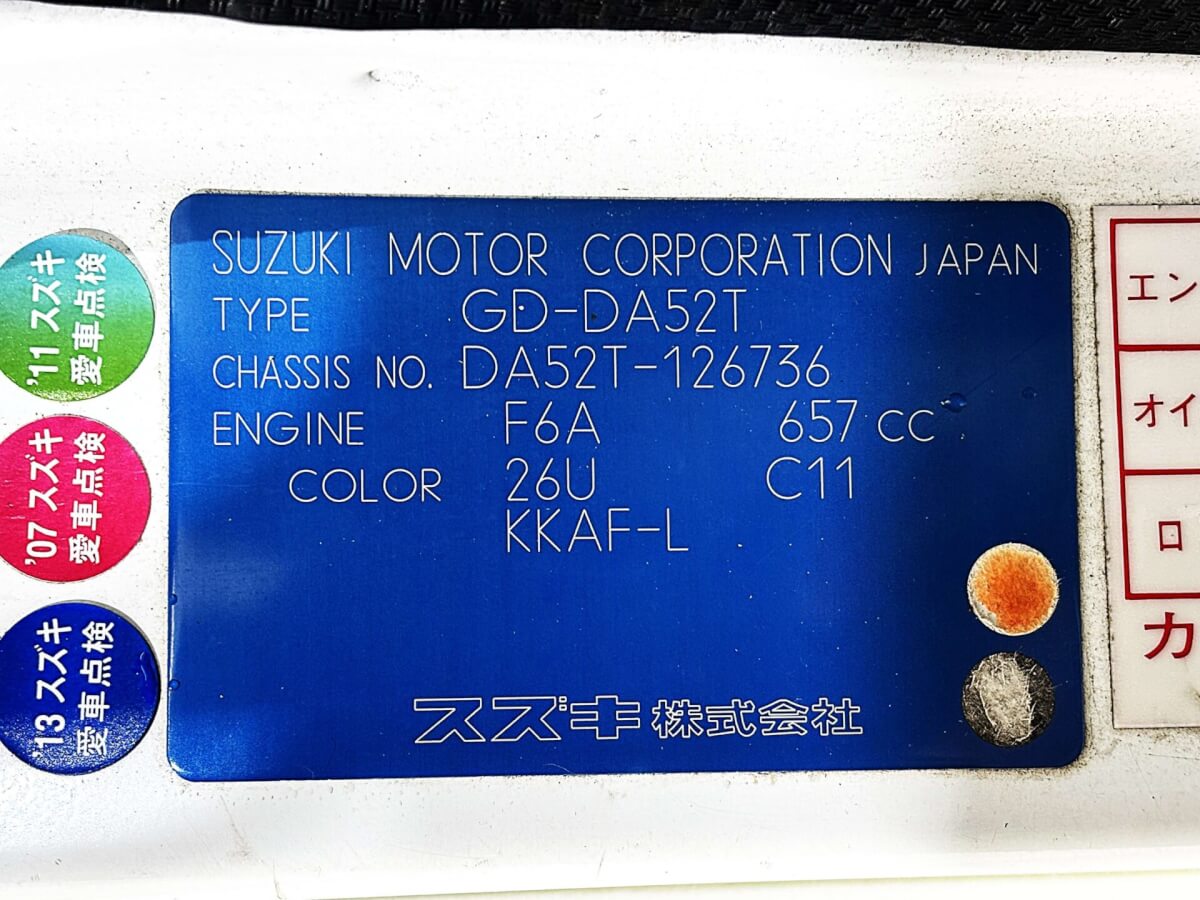 SUZUKI MOTOR CORPORATION JAPAN
TYPE GD-DA52T
CHASSIS NO. DA52T-126736
ENGINE F6A 657 CC
COLOR 26U C11
KKAF-L
スズキ株式会社
'11 スズキ
愛車点検
'07 スズキ
愛車点検
'13 スズキ
愛車点検
エン
オイ
ロ
カ